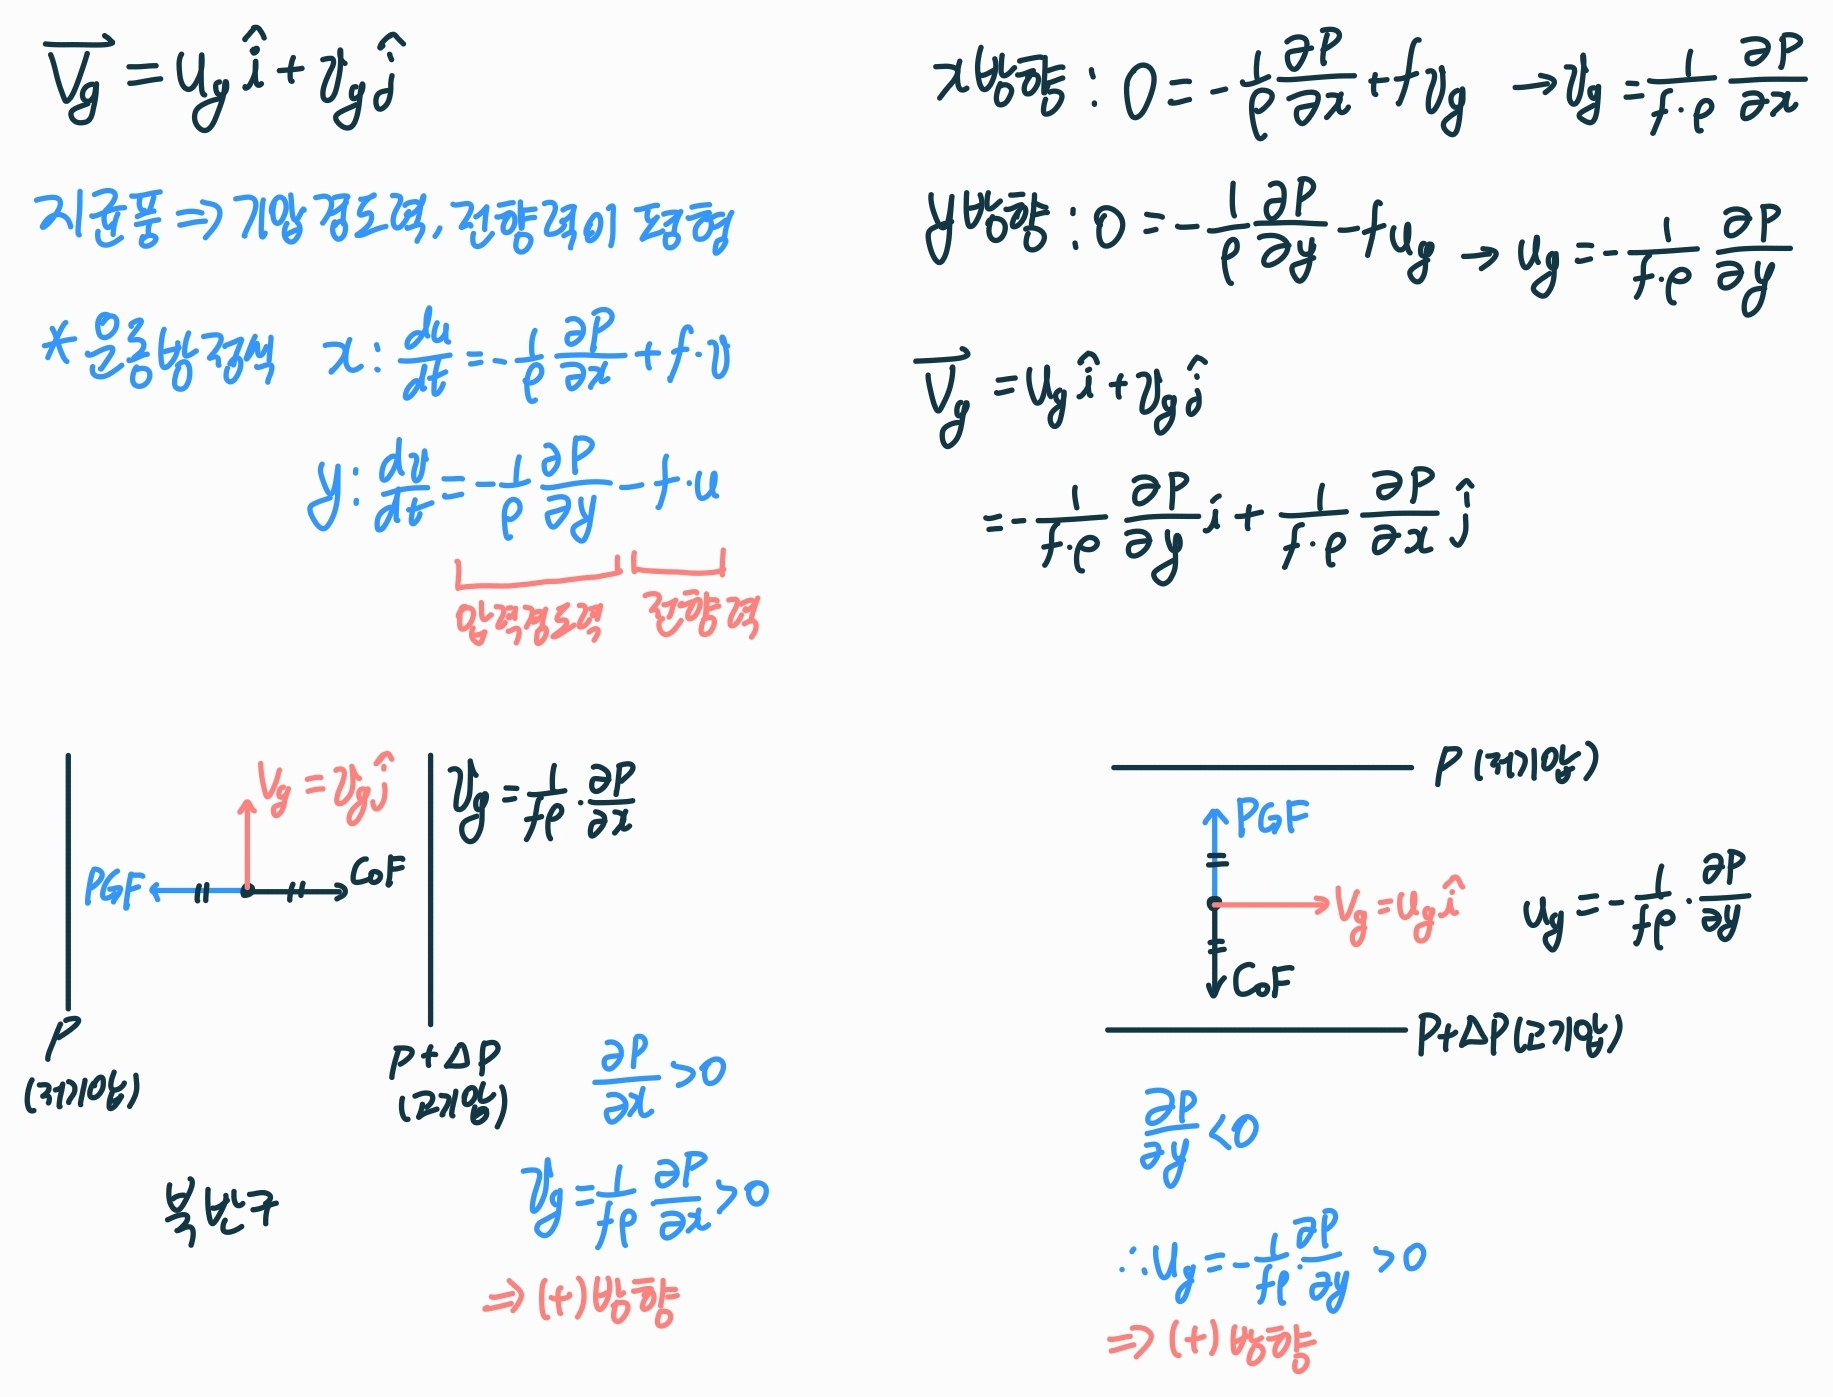 $\overrightarrow{V_g} = u_g\hat{i} + v_g\hat{j}$
지균풍 ⇒ 기압경도력, 전향력이 평형
*운동방정식 $x: \frac{du}{dt} = -\frac{1}{\rho}\frac{\partial P}{\partial x} + f \cdot v$
$y: \frac{dv}{dt} = -\frac{1}{\rho}\frac{\partial P}{\partial y} - f \cdot u$
압력경도력 전향력
x방향 : $0 = -\frac{1}{\rho}\frac{\partial P}{\partial x} + fv_g \rightarrow v_g = \frac{1}{f \cdot \rho}\frac{\partial P}{\partial x}$
y방향 : $0 = -\frac{1}{\rho}\frac{\partial P}{\partial y} - fu_g \rightarrow u_g = -\frac{1}{f \cdot \rho}\frac{\partial P}{\partial y}$
$\overrightarrow{V_g} = u_g\hat{i} + v_g\hat{j}$
$= -\frac{1}{f \cdot \rho}\frac{\partial P}{\partial y}i + \frac{1}{f \cdot \rho}\frac{\partial P}{\partial x}\hat{j}$
$V_g = v_g\hat{j}$
$v_g = \frac{1}{f\rho} \cdot \frac{\partial P}{\partial x}$
PGF
CoF
P
(저기압)
P+ΔP
(고기압)
$\frac{\partial P}{\partial x} > 0$
북반구
$v_g = \frac{1}{f\rho}\frac{\partial P}{\partial x} > 0$
⇒ (+)방향
P (저기압)
PGF
$V_g = u_g\hat{i}$
$u_g = -\frac{1}{f\rho} \cdot \frac{\partial P}{\partial y}$
CoF
P+ΔP(고기압)
$\frac{\partial P}{\partial y} < 0$
$\therefore u_g = -\frac{1}{f\rho} \cdot \frac{\partial P}{\partial y} > 0$
⇒ (+) 방향